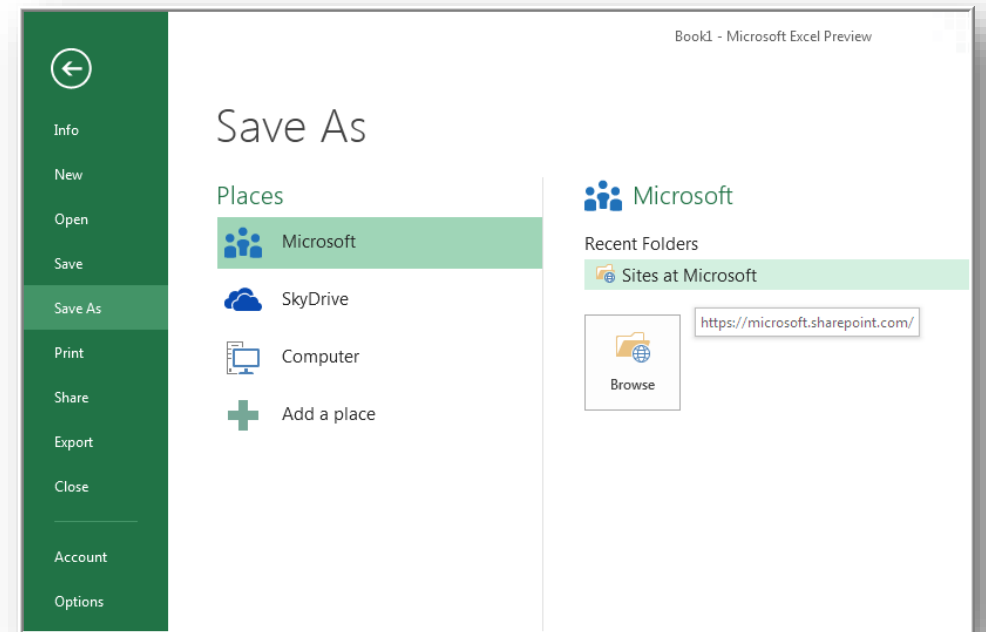 Book1 - Microsoft Excel Preview
Info
New
Open
Save
Save As
Print
Share
Export
Close
Account
Options
Save As
Places
Microsoft
SkyDrive
Computer
Add a place
Microsoft
Recent Folders
Sites at Microsoft
https://microsoft.sharepoint.com/
Browse